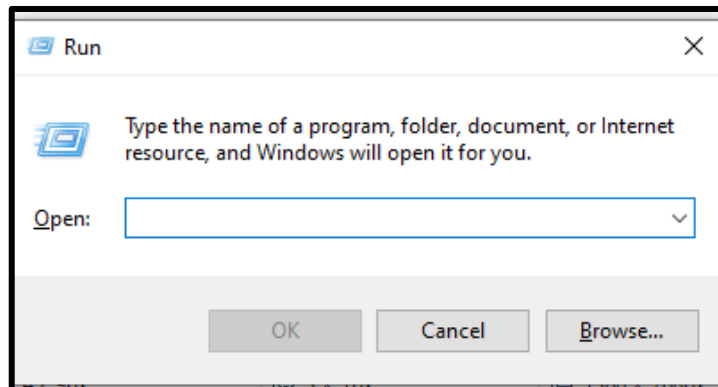 Run
Type the name of a program, folder, document, or Internet
resource, and Windows will open it for you.
Open:
OK Cancel Browse...